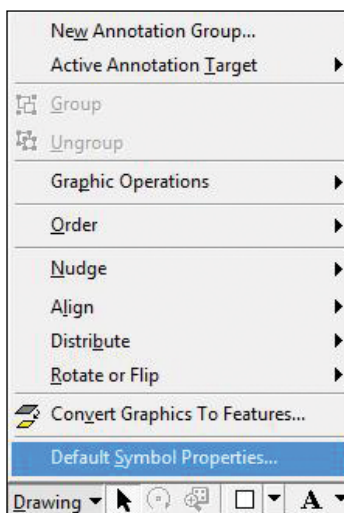 New Annotation Group...
Active Annotation Target
Group
Ungroup
Graphic Operations
Order
Nudge
Align
Distribute
Rotate or Flip
Convert Graphics To Features...
Default Symbol Properties...
Drawing A